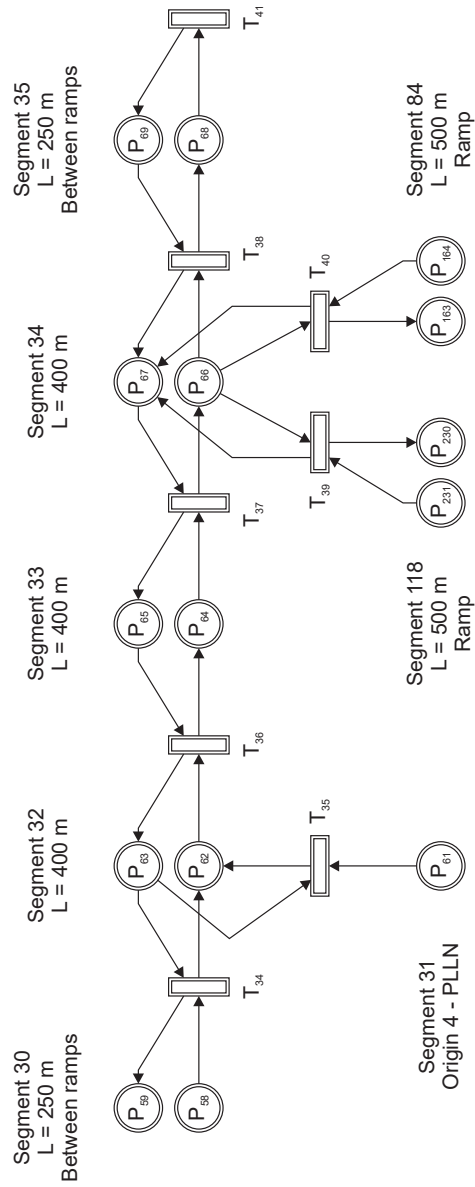 Segment 30
L = 250 m
Between ramps
Segment 32
L = 400 m
Segment 33
L = 400 m
Segment 34
L = 400 m
Segment 35
L = 250 m
Between ramps
P59
P63
P65
P67
P69
P58
P62
P64
P66
P68
T34
T36
T37
T38
T41
T35
T39
T40
P61
P231
P230
P163
P164
Segment 31
Origin 4 - PLLN
Segment 118
L = 500 m
Ramp
Segment 84
L = 500 m
Ramp